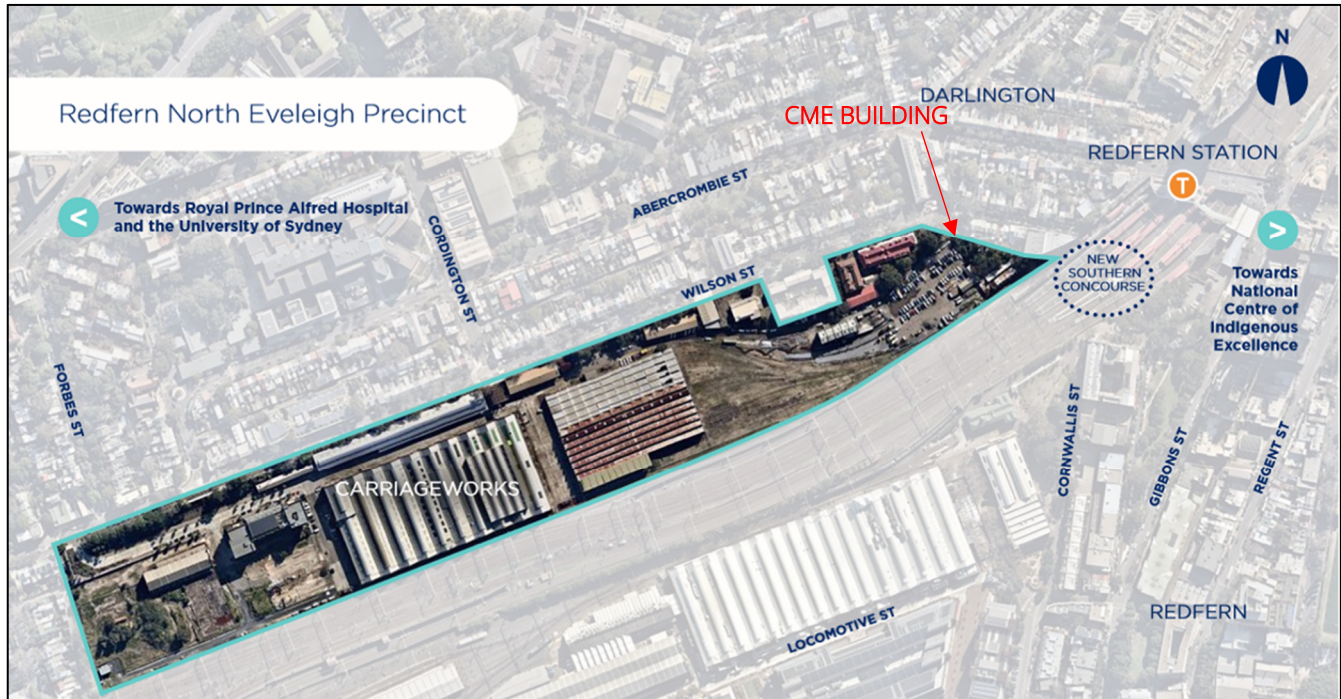 N
Redfern North Eveleigh Precinct
DARLINGTON
CME BUILDING
REDFERN STATION
T
<
Towards Royal Prince Alfred Hospital
and the University of Sydney
ABERCROMBIE ST
CORDINGTON ST
WILSON ST
NEW
SOUTHERN
CONCOURSE
>
Towards
National
Centre of
Indigenous
Excellence
FORBES ST
CARRIAGEWORKS
CORNWALLIS ST
GIBBONS ST
REGENT ST
LOCOMOTIVE ST
REDFERN